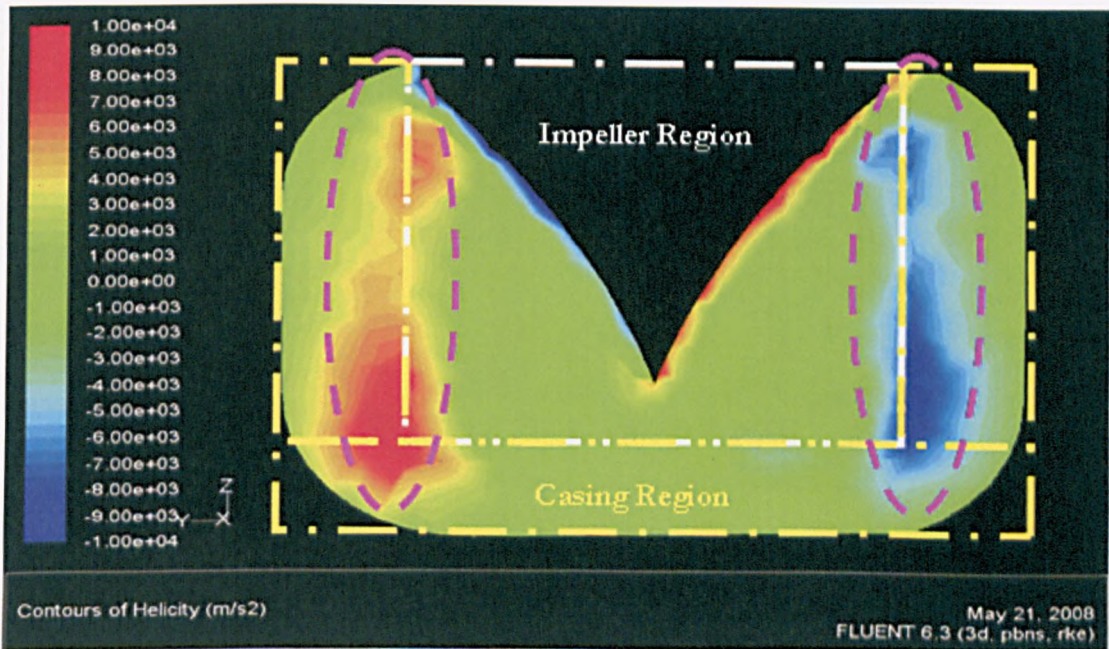 1.00e+04
9.00e+03
8.00e+03
7.00e+03
6.00e+03
5.00e+03
4.00e+03
3.00e+03
2.00e+03
1.00e+03
0.00e+00
-1.00e+03
-2.00e+03
-3.00e+03
-4.00e+03
-5.00e+03
-6.00e+03
-7.00e+03
-8.00e+03
-9.00e+03
-1.00e+04
Z
Y
X
Impeller Region
Casing Region
Contours of Helicity (m/s2)
May 21, 2008
FLUENT 6.3 (3d, pbns, rke)